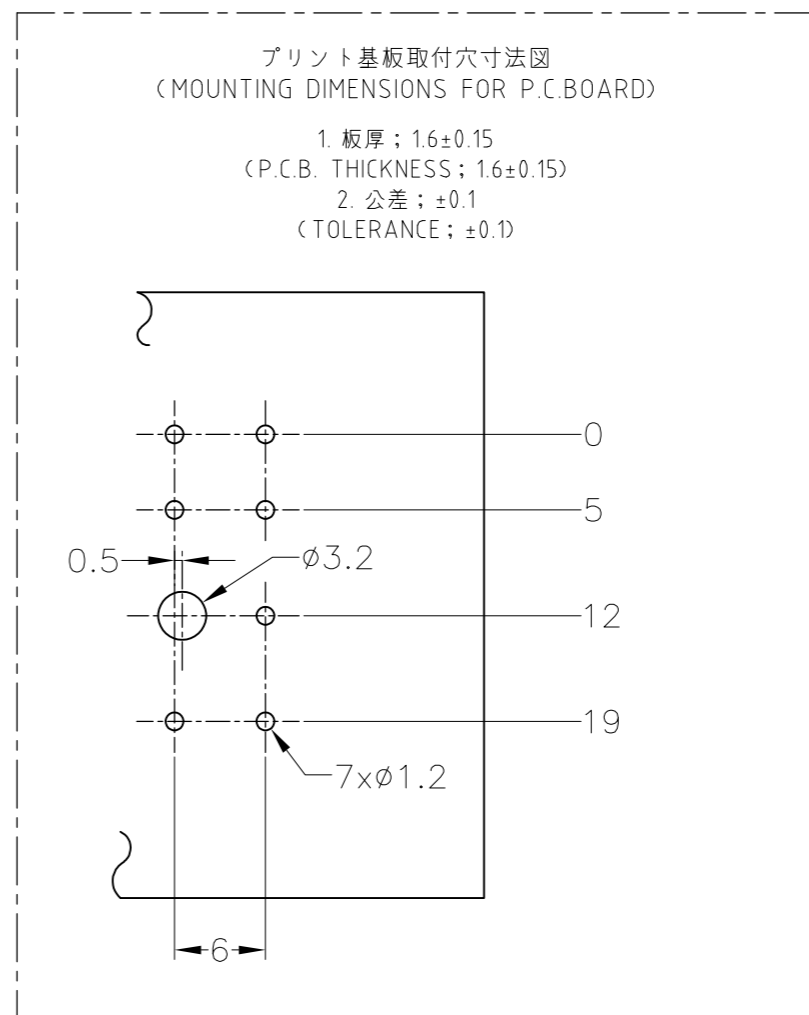 プリント基板取付穴寸法図
(MOUNTING DIMENSIONS FOR P.C.BOARD)
1. 板厚; 1.6±0.15
(P.C.B. THICKNESS; 1.6±0.15)
2. 公差; ±0.1
(TOLERANCE; ±0.1)
0
5
0.5
ø3.2
12
19
7xø1.2
6